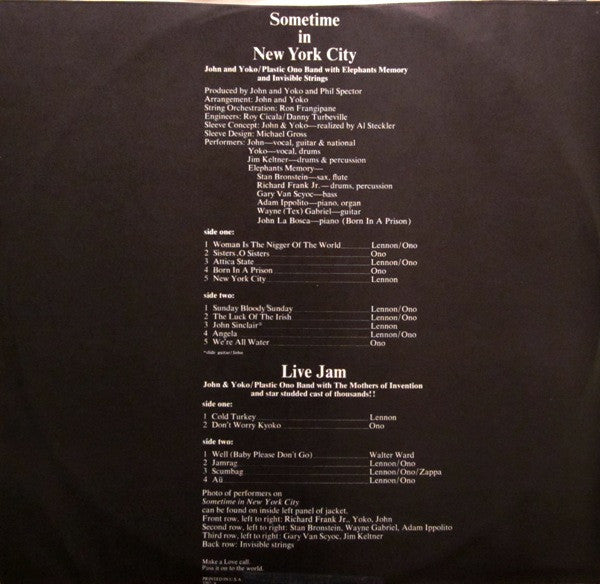 Sometime
in
New York City
John and Yoko/Plastic Ono Band with Elephants Memory
and Invisible Strings
Produced by John and Yoko and Phil Spector
Arrangement: John and Yoko
String Orchestration: Ron Frangipane
Engineers: Roy Cicala/Danny Turbeville
Sleeve Concept: John & Yoko—realized by Al Steckler
Sleeve Design: Michael Gross
Performers: John—vocal, guitar & national
Yoko—vocal, drums
Jim Keltner—drums & percussion
Elephants Memory—
Stan Bronstein—sax, flute
Richard Frank Jr.—drums, percussion
Gary Van Scyoc—bass
Adam Ippolito—piano, organ
Wayne (Tex) Gabriel—guitar
John La Bosca—piano (Born In A Prison)
side one:
1 Woman Is The Nigger Of The World Lennon/Ono
2 Sisters, O Sisters Ono
3 Attica State Lennon/Ono
4 Born In A Prison Ono
5 New York City Lennon
side two:
1 Sunday Bloody Sunday Lennon/Ono
2 The Luck Of The Irish Lennon/Ono
3 John Sinclair* Lennon
4 Angela Lennon/Ono
5 We're All Water Ono
*slide guitar/John
Live Jam
John & Yoko/Plastic Ono Band with The Mothers of Invention
and star studded cast of thousands!!
side one:
1 Cold Turkey Lennon
2 Don't Worry Kyoko Ono
side two:
1 Well (Baby Please Don't Go) Walter Ward
2 Jamrag Lennon/Ono
3 Scumbag Lennon/Ono/Zappa
4 Aü Lennon/Ono
Photo of performers on
Sometime in New York City
can be found on inside left panel of jacket.
Front row, left to right: Richard Frank Jr., Yoko, John
Second row, left to right: Stan Bronstein, Wayne Gabriel, Adam Ippolito
Third row, left to right: Gary Van Scyoc, Jim Keltner
Back row: Invisible strings
Make a Love call.
Pass it on to the world.
PRINTED IN U.S.A.